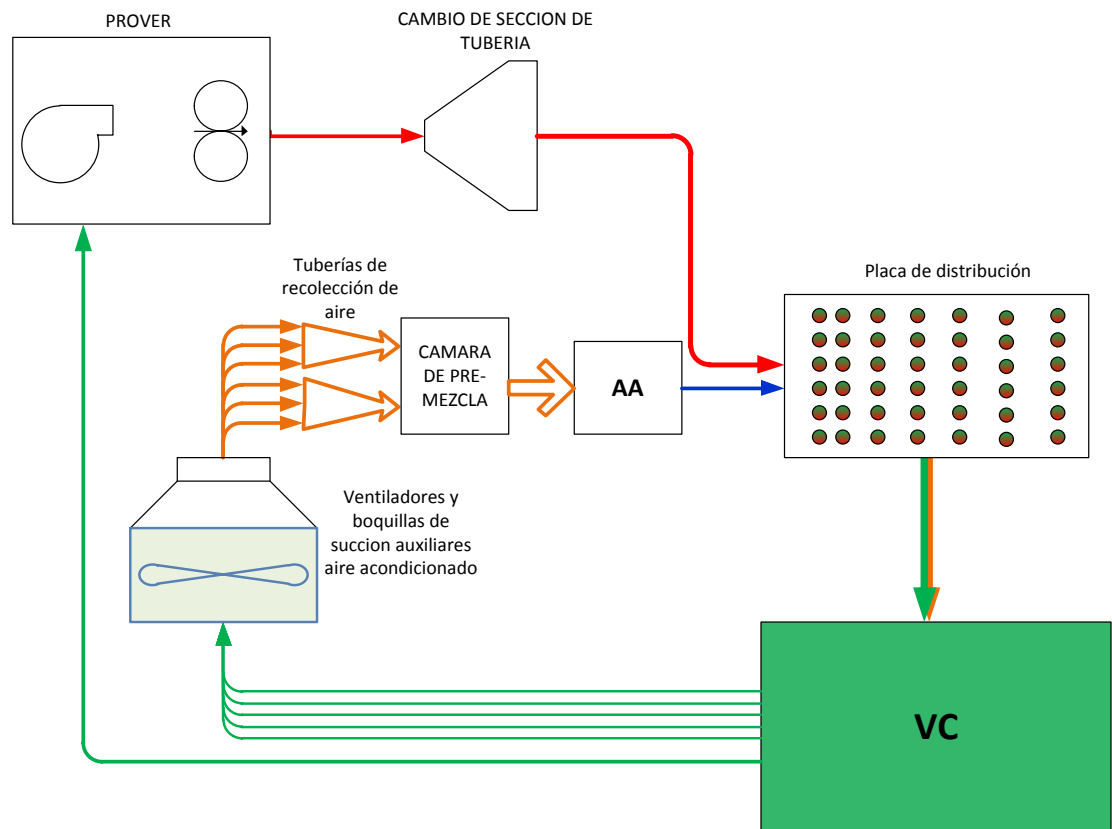 PROVER
CAMBIO DE SECCION DE
TUBERIA
Tuberías de
recolección de
aire
Placa de distribución
CAMARA
DE PRE-
MEZCLA
AA
Ventiladores y
boquillas de
succion auxiliares
aire acondicionado
VC